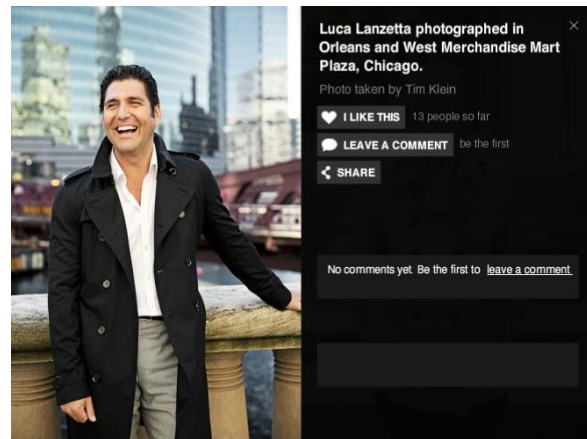 Luca Lanzetta photographed in
Orleans and West Merchandise Mart
Plaza, Chicago.
Photo taken by Tim Klein
I LIKE THIS 13 people so far
LEAVE A COMMENT be the first
SHARE
No comments yet. Be the first to leave a comment